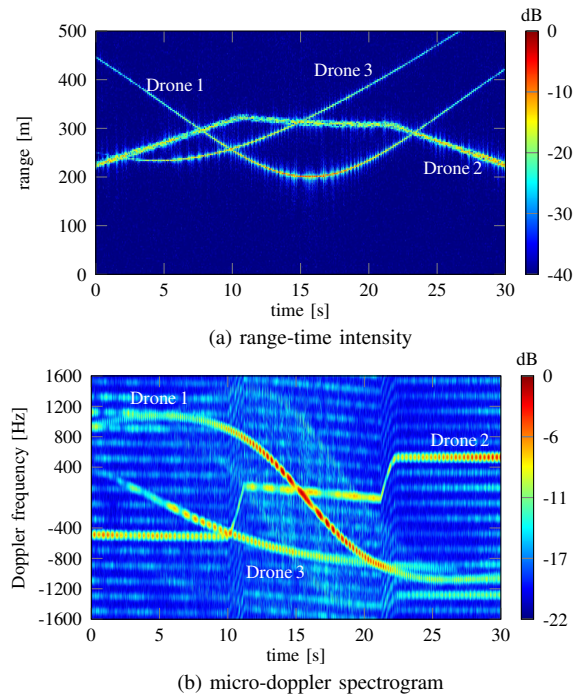 dB
500
400
300
200
100
0
range [m]
Drone 1
Drone 3
Drone 2
0
-10
-20
-30
-40
0 5 10 15 20 25 30
time [s]
(a) range-time intensity
dB
1600
1200
800
400
-400
-800
-1200
-1600
Doppler frequency [Hz]
Drone 1
Drone 2
Drone 3
0
-6
-11
-17
-22
0 5 10 15 20 25 30
time [s]
(b) micro-doppler spectrogram